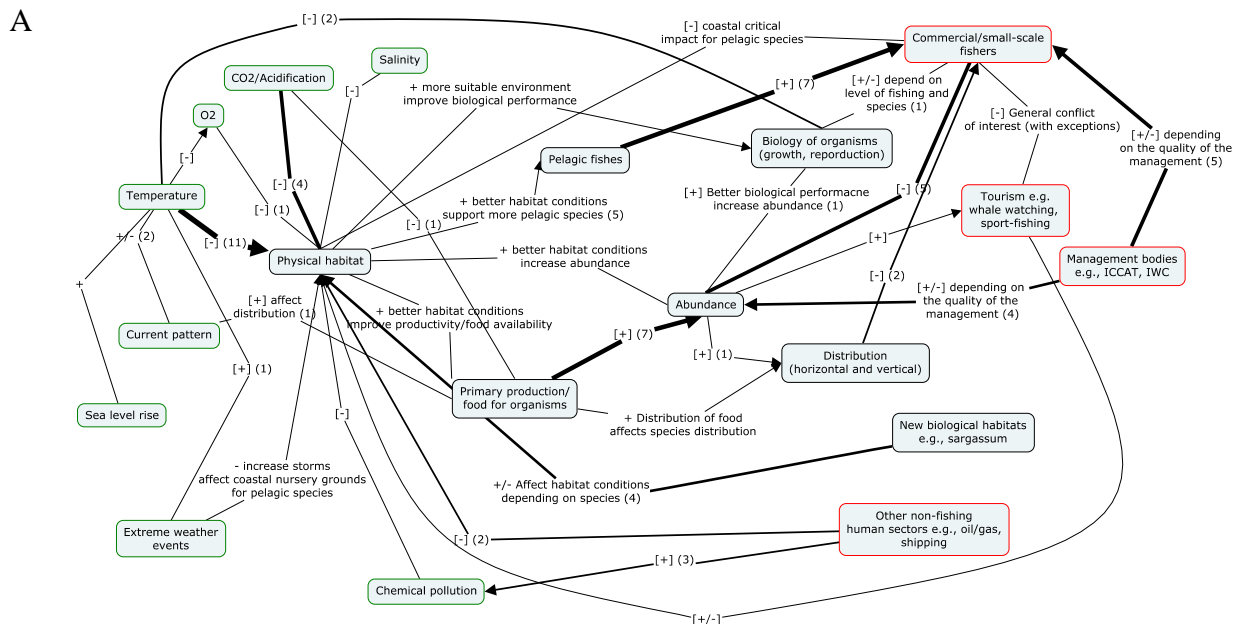 A
[-] (2)
[-] coastal critical
impact for pelagic species
Commercial/small-scale
fishers
Salinity
CO2/Acidification
[-]
+ more suitable environment
improve biological performance
[+] (7)
[+/-] depend on
level of fishing and
species (1)
O2
[-] General conflict
of interest (with exceptions)
[+/-] depending
on the quality of the
management (5)
Biology of organisms
(growth, reporduction)
[-]
Pelagic fishes
[-] (4)
Temperature
[-] (5)
[+] Better biological performacne
increase abundance (1)
Tourism e.g.
whale watching,
sport-fishing
[-] (1)
+ better habitat conditions
support more pelagic species (5)
[-] (1)
+/- (2)
[-] (11)
[+]
+ better habitat conditions
increase abundance
Physical habitat
Management bodies
e.g., ICCAT, IWC
[-] (2)
+
[+/-] depending on
the quality of the
management (4)
Abundance
[+] affect
distribution (1)
+ better habitat conditions
improve productivity/food availability
Current pattern
[+] (7)
[+] (1)
Distribution
(horizontal and vertical)
[+] (1)
Primary production/
food for organisms
Sea level rise
[-]
+ Distribution of food
affects species distribution
New biological habitats
e.g., sargassum
- increase storms
affect coastal nursery grounds
for pelagic species
+/- Affect habitat conditions
depending on species (4)
Extreme weather
events
Other non-fishing
human sectors e.g., oil/gas,
shipping
[-] (2)
[+] (3)
Chemical pollution
[+/-]